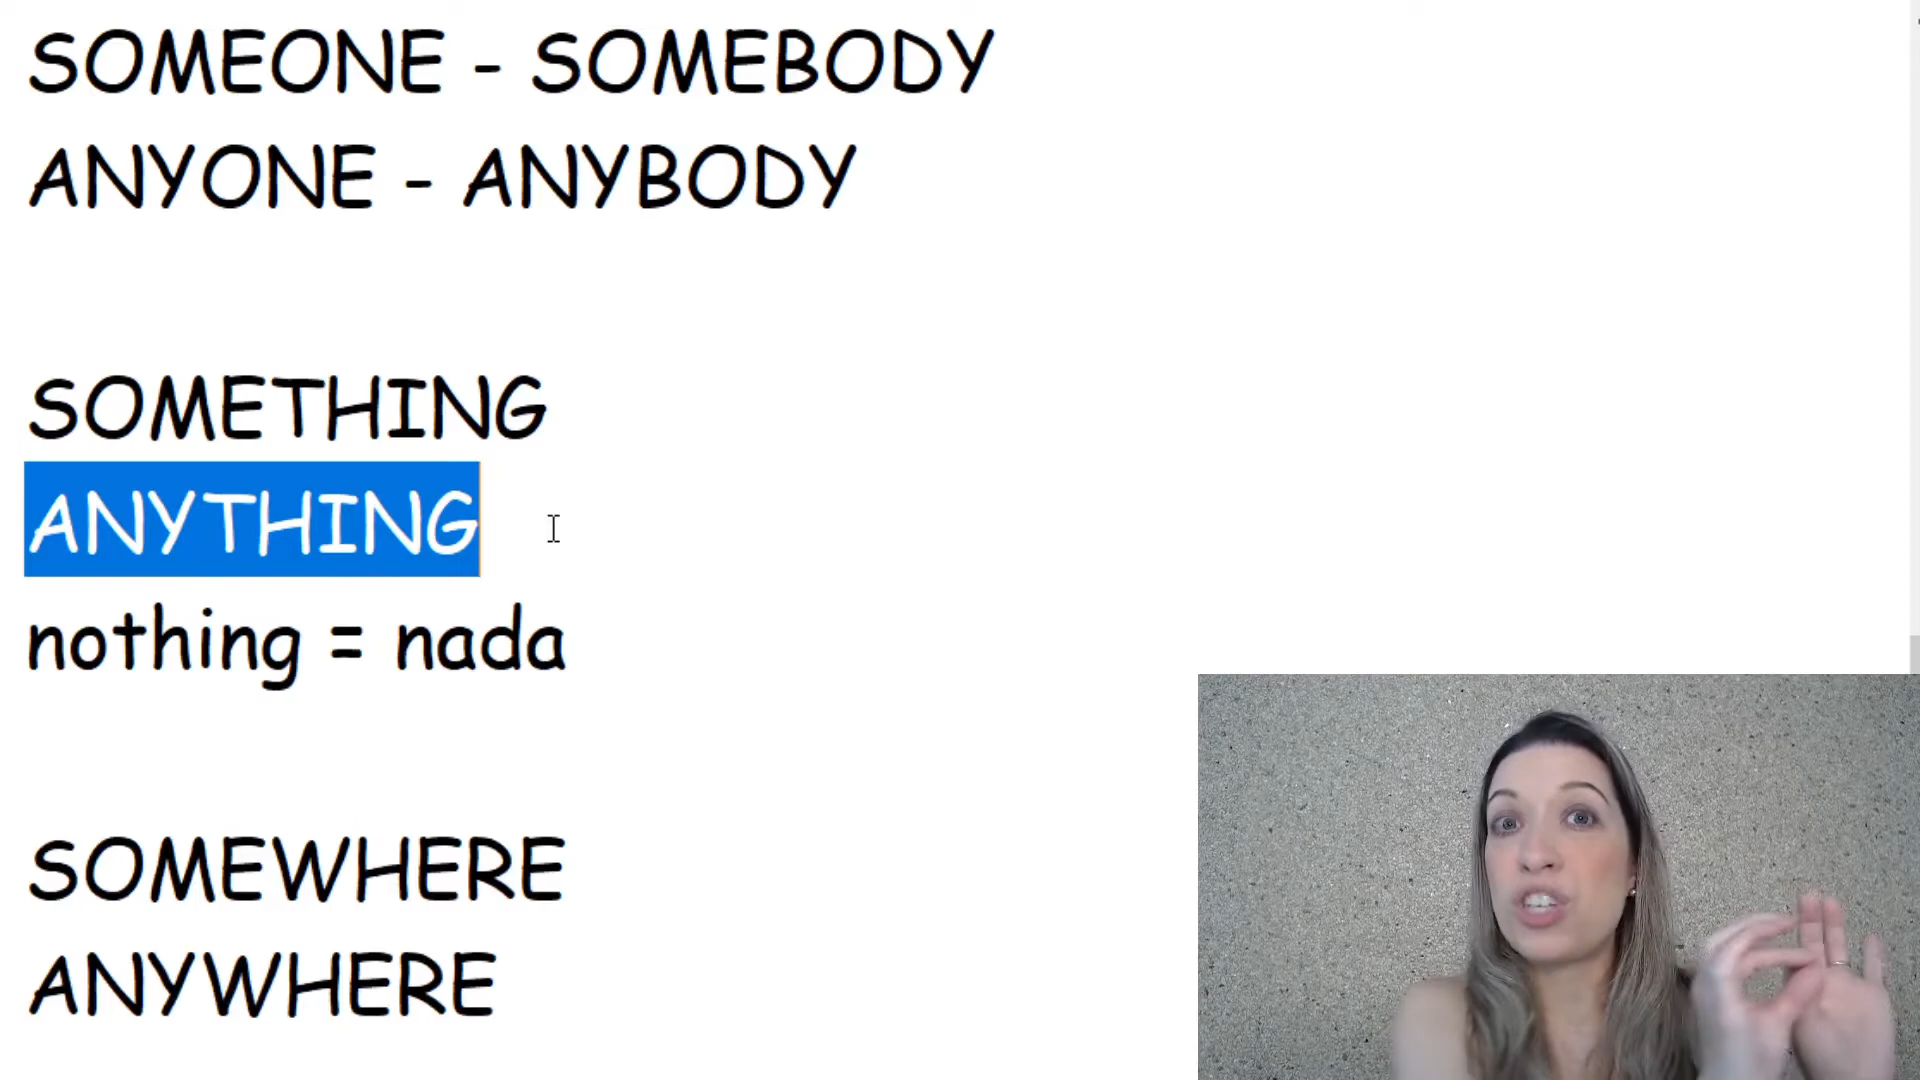 SOMEONE - SOMEBODY
ANYONE - ANYBODY
SOMETHING
ANYTHING
nothing = nada
SOMEWHERE
ANYWHERE